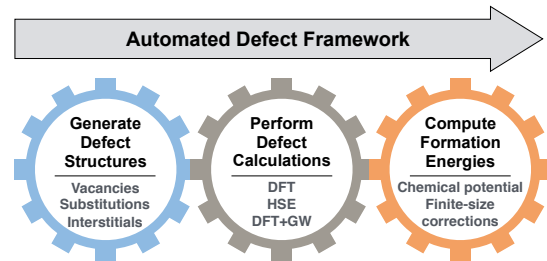 Automated Defect Framework
Generate
Defect
Structures
Vacancies
Substitutions
Interstitials
Perform
Defect
Calculations
DFT
HSE
DFT+GW
Compute
Formation
Energies
Chemical potential
Finite-size
corrections